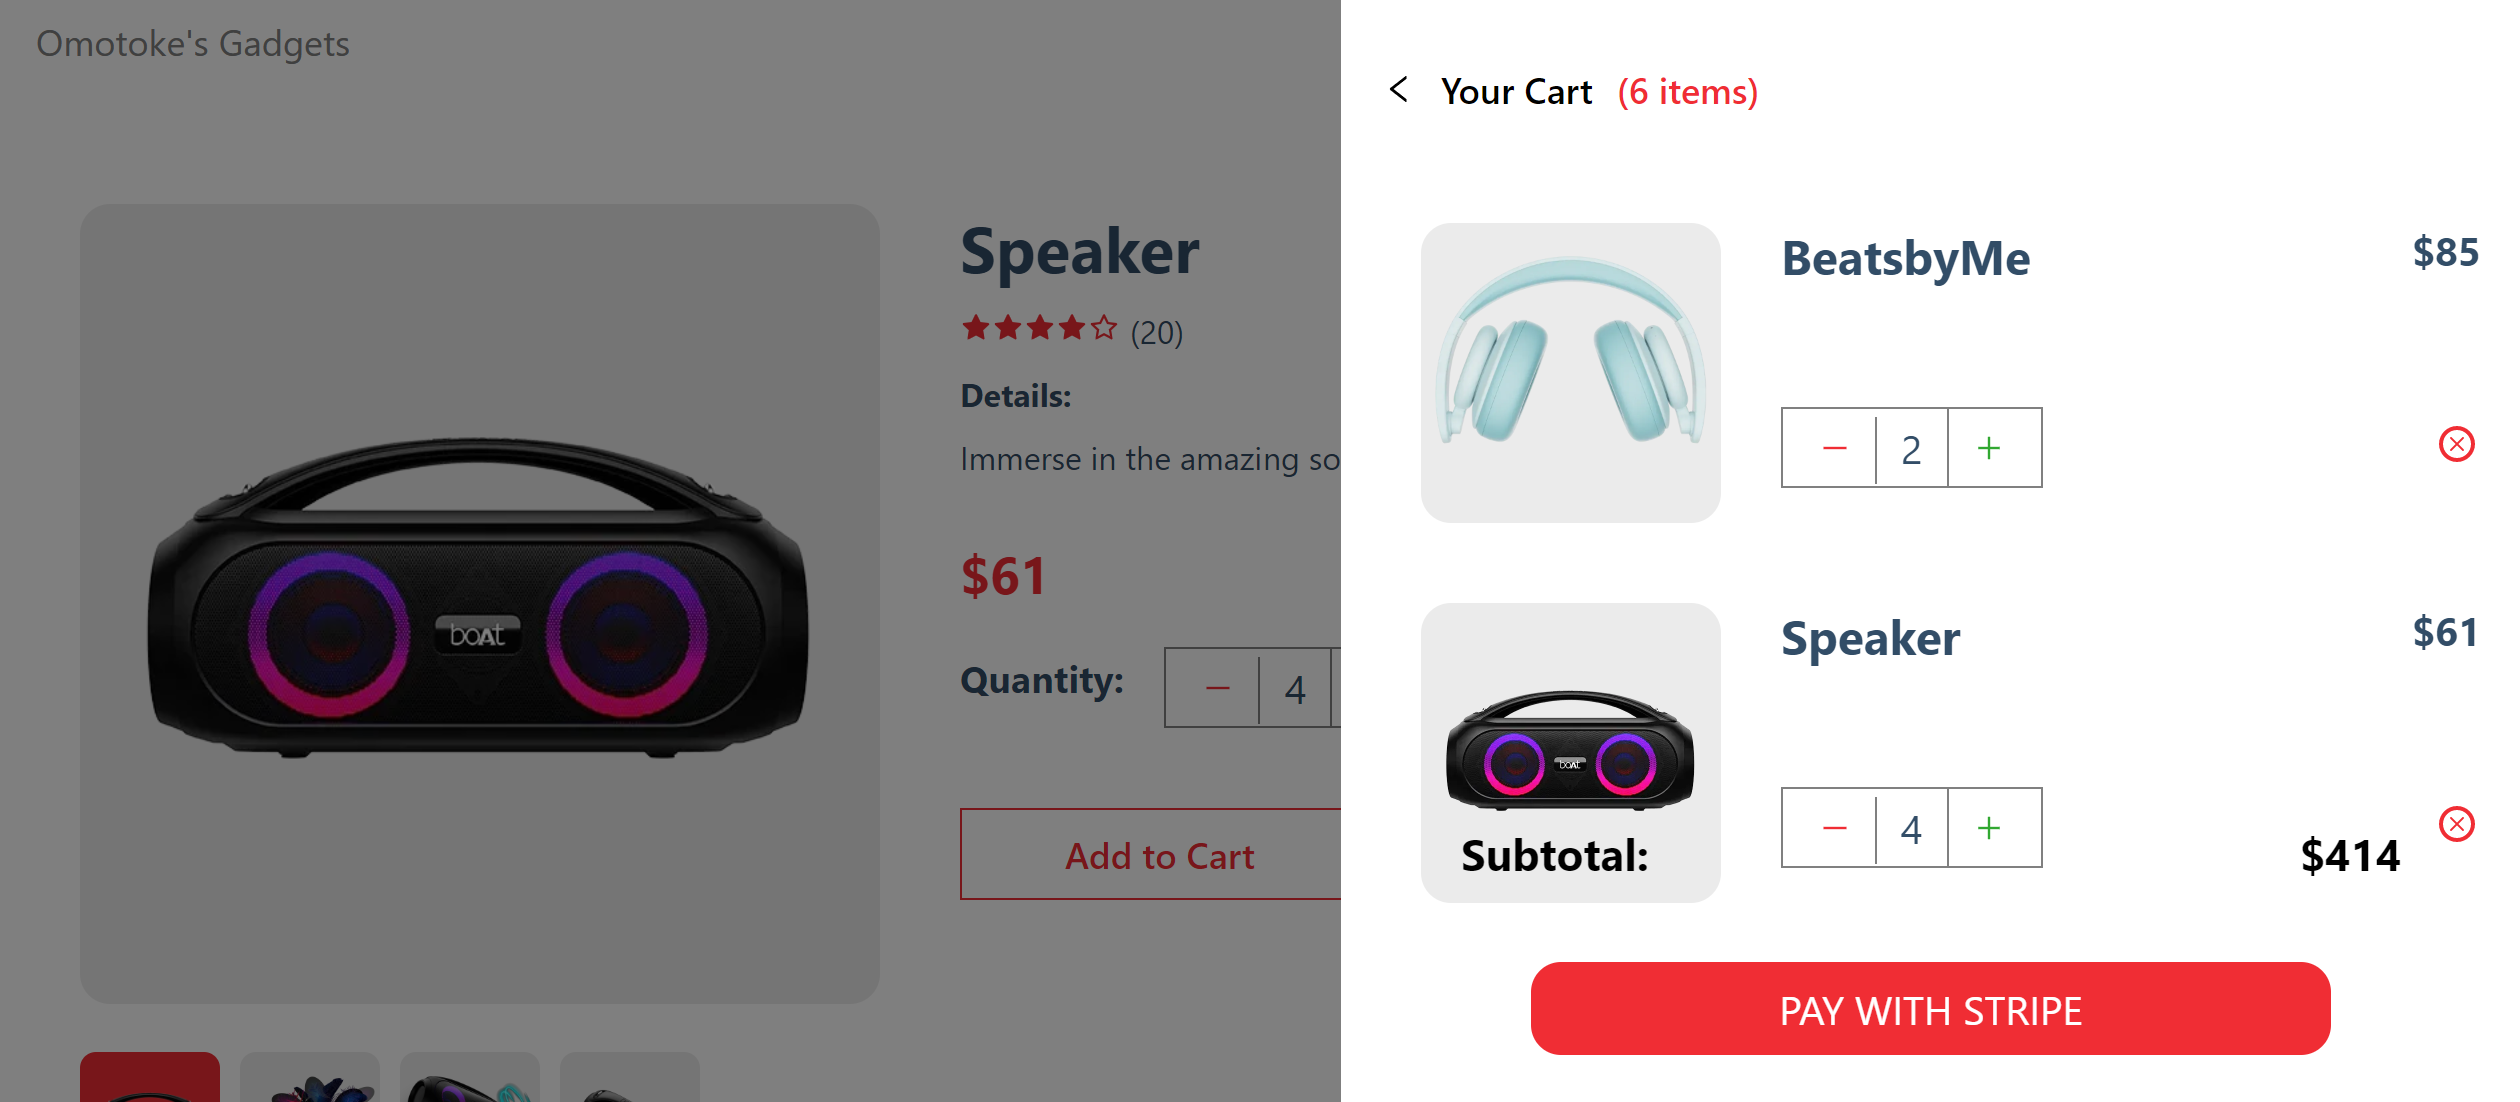 Omotoke's Gadgets
boAt
Speaker
(20)
Details:
Immerse in the amazing so
$61
Quantity:
4
Add to Cart
Your Cart (6 items)
BeatsbyMe
$85
2
Speaker
$61
boAt
4
Subtotal:
$414
PAY WITH STRIPE